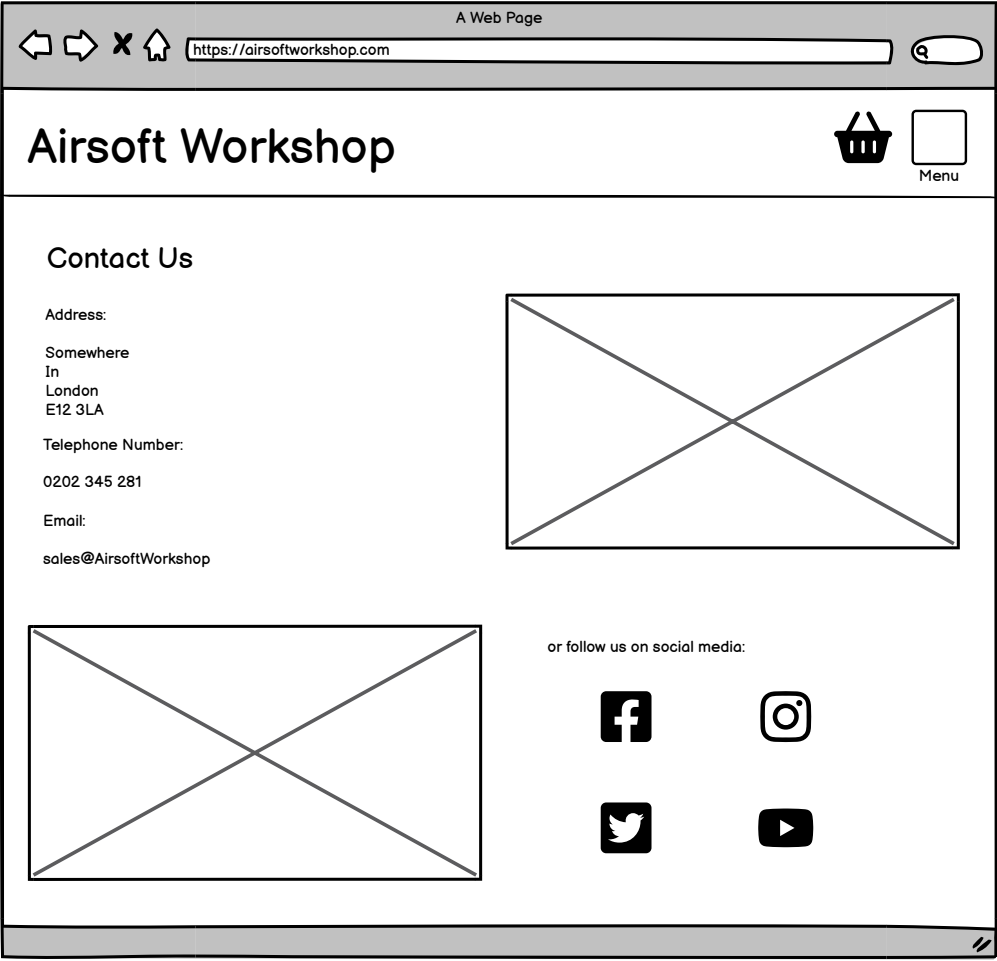 A Web Page
https://airsoftworkshop.com
Airsoft Workshop
Menu
Contact Us
Address:
Somewhere
In
London
E12 3LA
Telephone Number:
0202 345 281
Email:
sales@AirsoftWorkshop
or follow us on social media: